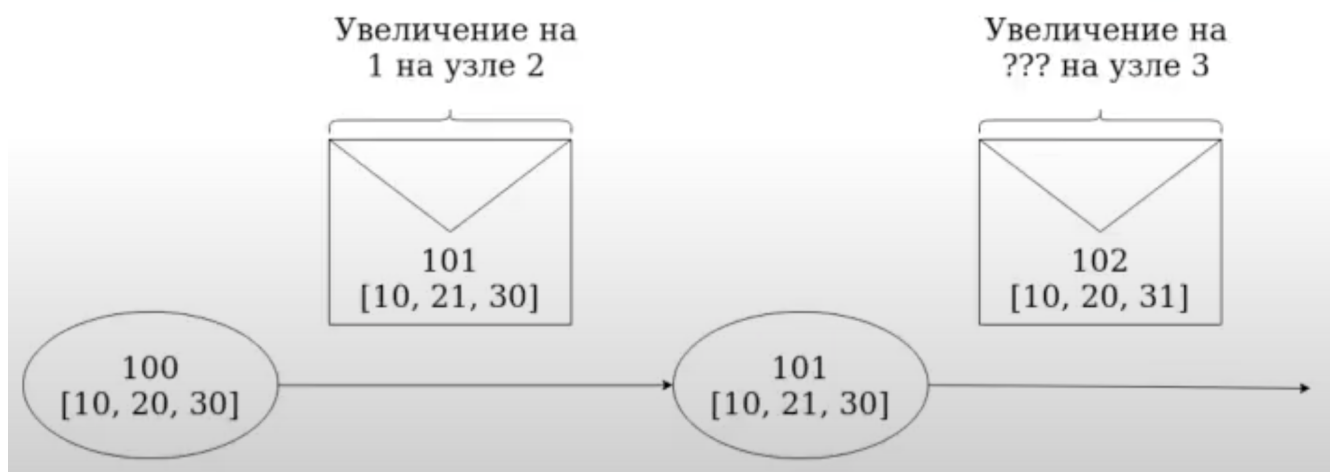 Увеличение на
1 на узле 2
Увеличение на
??? на узле 3
101
[10, 21, 30]
102
[10, 20, 31]
100
[10, 20, 30]
101
[10, 21, 30]